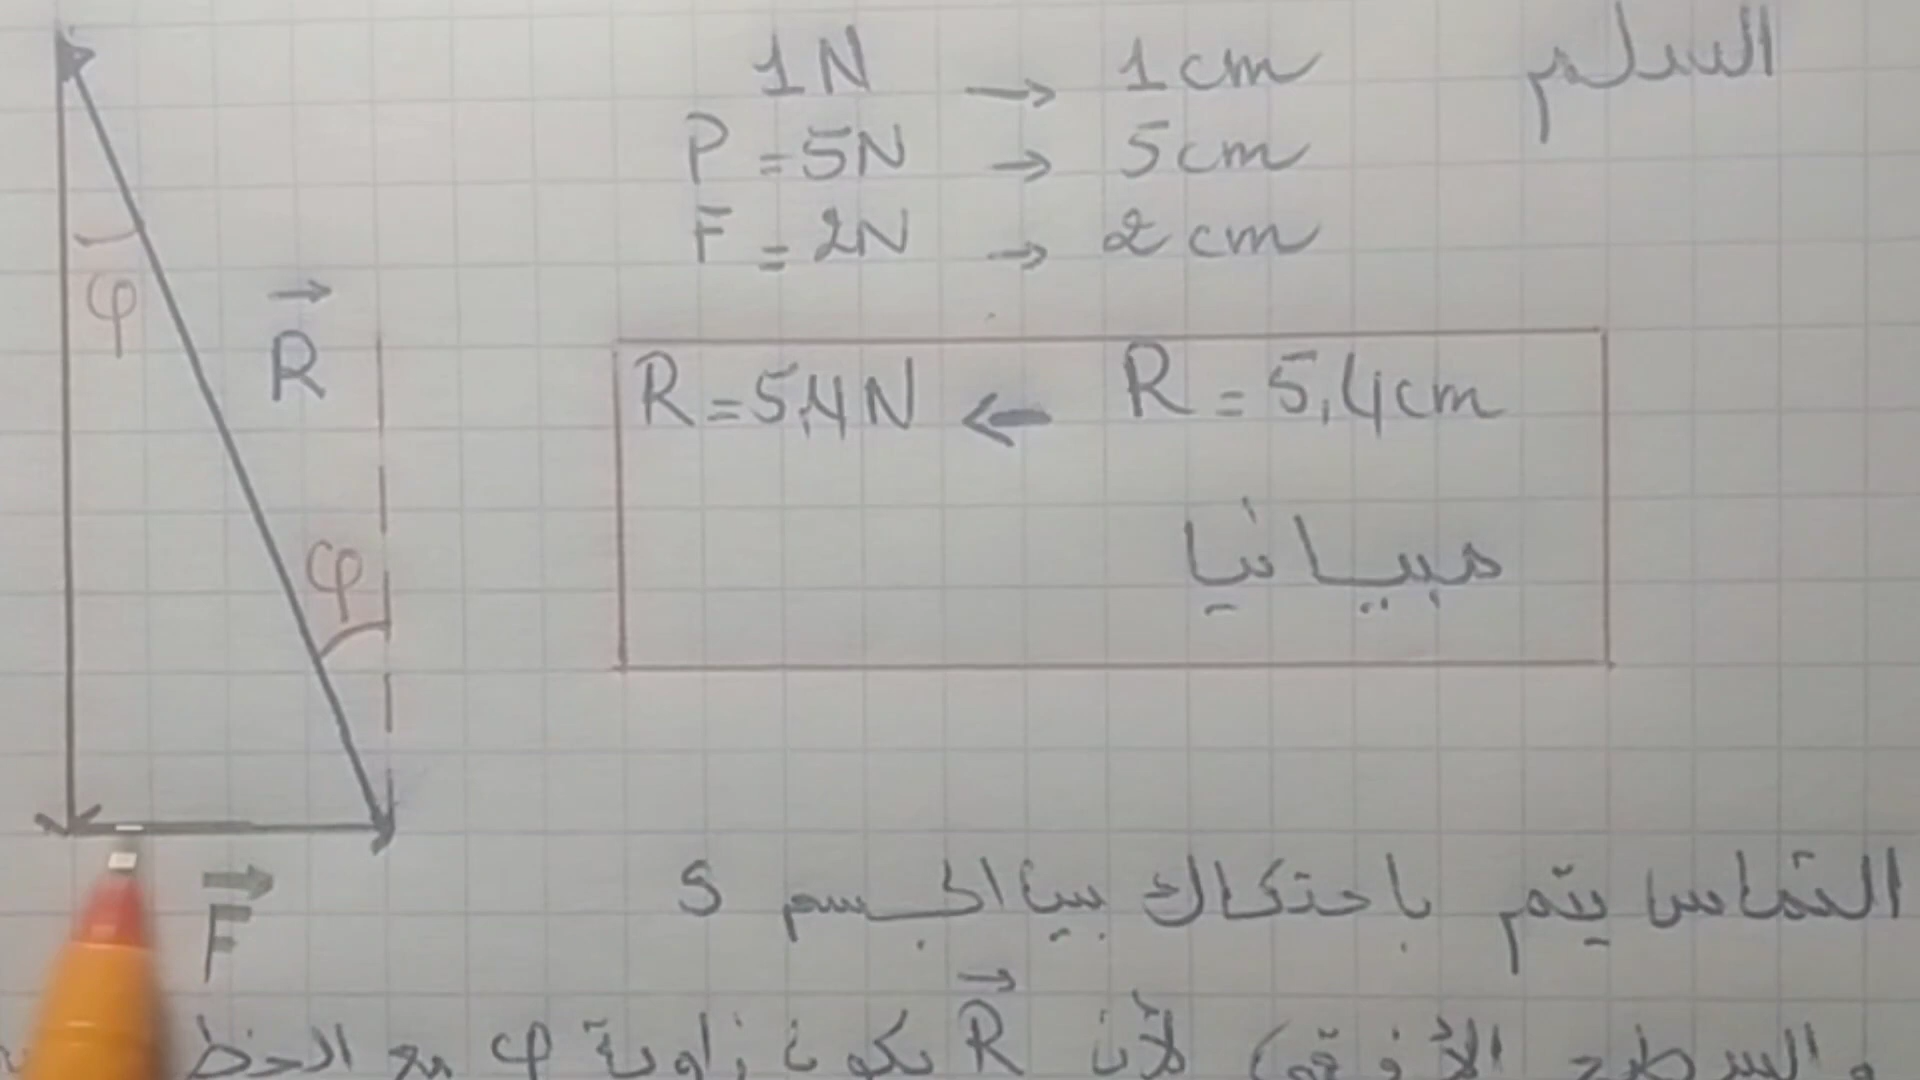 السلم
1N → 1cm
P = 5N → 5cm
F = 2N → 2cm
φ
R
R = 5,4cm
R = 5,4N ←
مبيانيا
φ
التماس يتم باحتكاك بين الجسم S
F
و السطح الأفقي لأن R يكون زاوية φ مع الخط